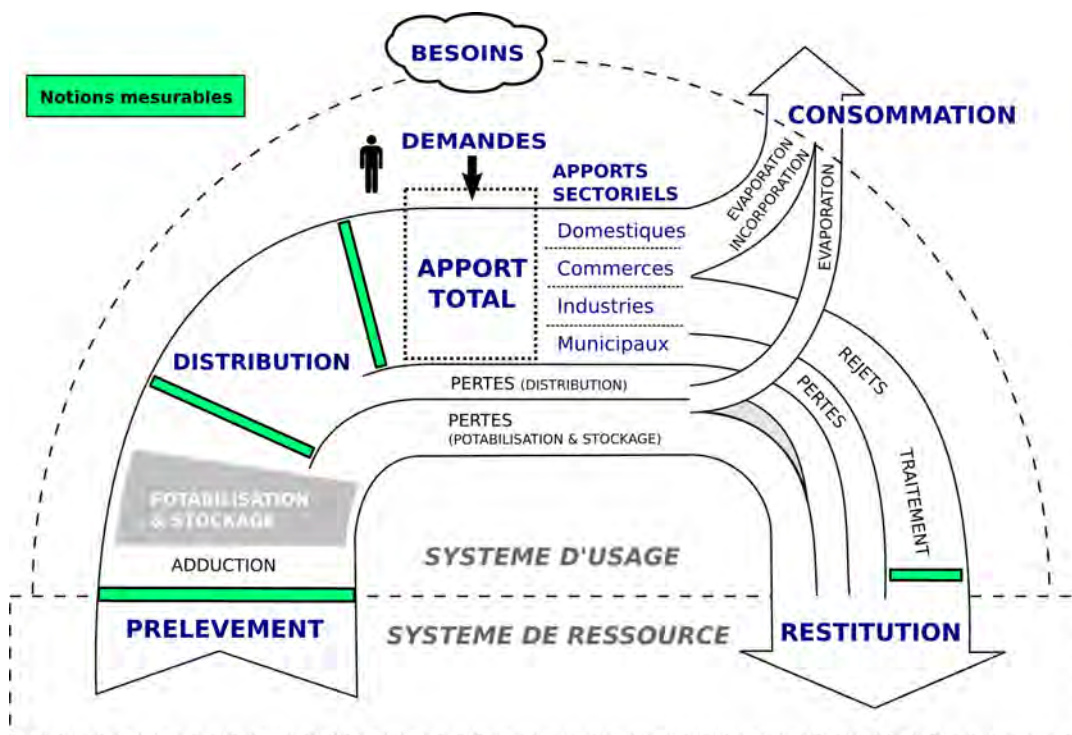 BESOINS
Notions mesurables
CONSOMMATION
DEMANDES
APPORTS
SECTORIELS
EVAPORATON
INCORPORATION
EVAPORATON
Domestiques
APPORT
TOTAL
Commerces
Industries
Municipaux
DISTRIBUTION
PERTES (DISTRIBUTION)
PERTES
(POTABILISATION & STOCKAGE)
REJETS
PERTES
TRAITEMENT
POTABILISATION
& STOCKAGE
ADDUCTION
SYSTEME D'USAGE
PRELEVEMENT
SYSTEME DE RESSOURCE
RESTITUTION